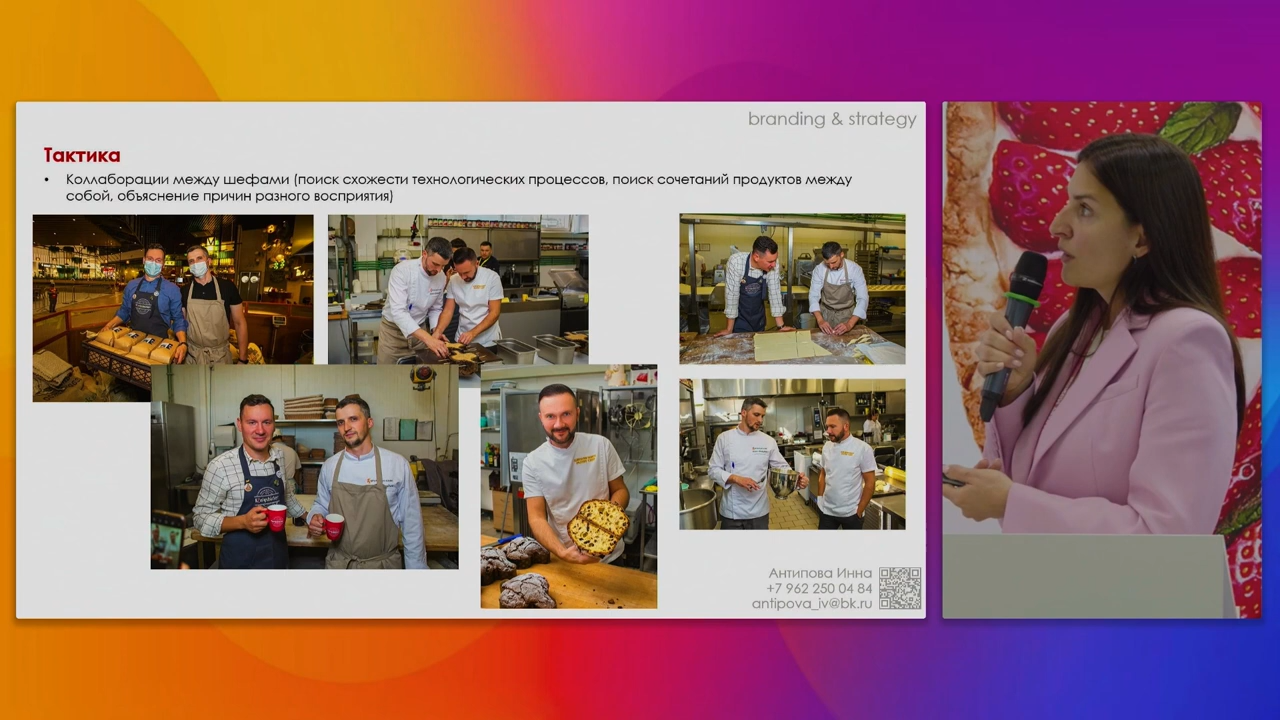 branding & strategy
Тактика
• Коллаборации между шефами (поиск схожести технологических процессов, поиск сочетаний продуктов между
собой, объяснение причин разного восприятия)
Антипова Инна
+7 962 250 04 84
antipova_iv@bk.ru